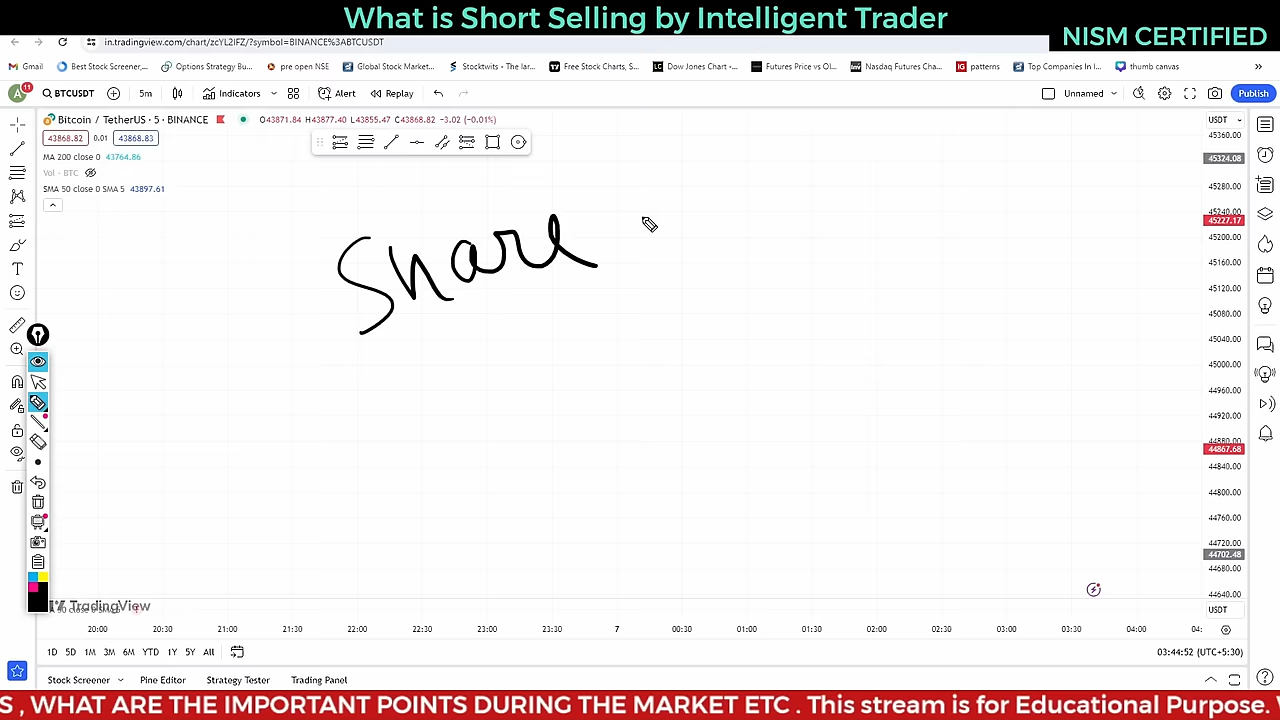 What is Short Selling by Intelligent Trader
NISM CERTIFIED
in.tradingview.com/chart/zcYL2IFZ/?symbol=BINANCE%3ABTCUSDT
Gmail
Best Stock Screener,...
Options Strategy Bu...
pre open NSE
Global Stock Market...
Stocktwits - The lar...
Free Stock Charts, S...
Dow Jones Chart -...
Futures Price vs OI...
Nasdaq Futures Cha...
patterns
Top Companies In I...
thumb canvas
»
A 11
BTCUSDT
5m
Indicators
Alert
Replay
Unnamed
Publish
Bitcoin / TetherUS · 5 · BINANCE
O43871.84 H43877.40 L43855.47 C43868.82 −3.02 (−0.01%)
USDT
43868.82 0.01 43868.83
MA 200 close 0 43764.86
Vol · BTC
SMA 50 close 0 SMA 5 43897.61
Share
45360.00
45324.08
45280.00
45240.00
45227.17
45200.00
45160.00
45120.00
45080.00
45040.00
45000.00
44960.00
44920.00
44880.00
44867.68
44840.00
44800.00
44760.00
44720.00
44702.48
44680.00
44640.00
TradingView
USDT
20:00 20:30 21:00 21:30 22:00 22:30 23:00 23:30 7 00:30 01:00 01:30 02:00 02:30 03:00 03:30 04:00 04:
1D 5D 1M 3M 6M YTD 1Y 5Y All
03:44:52 (UTC+5:30)
Stock Screener Pine Editor Strategy Tester Trading Panel
S , WHAT ARE THE IMPORTANT POINTS DURING THE MARKET ETC . This stream is for Educational Purpose.